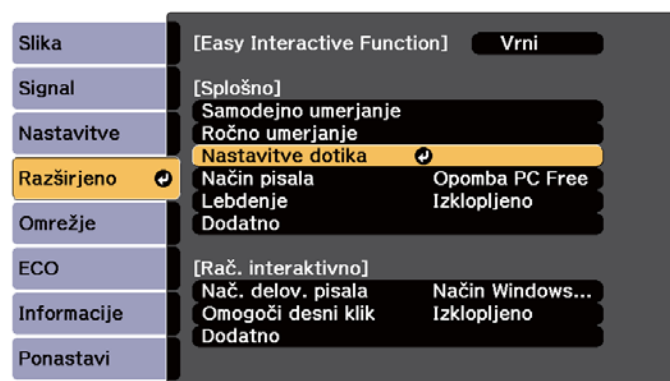 Slika
Signal
Nastavitve
Razširjeno
Omrežje
ECO
Informacije
Ponastavi
[Easy Interactive Function] Vrni
[Splošno]
Samodejno umerjanje
Ročno umerjanje
Nastavitve dotika
Način pisala Opomba PC Free
Lebdenje Izklopljeno
Dodatno
[Rač. interaktivno]
Nač. delov. pisala Način Windows...
Omogoči desni klik Izklopljeno
Dodatno